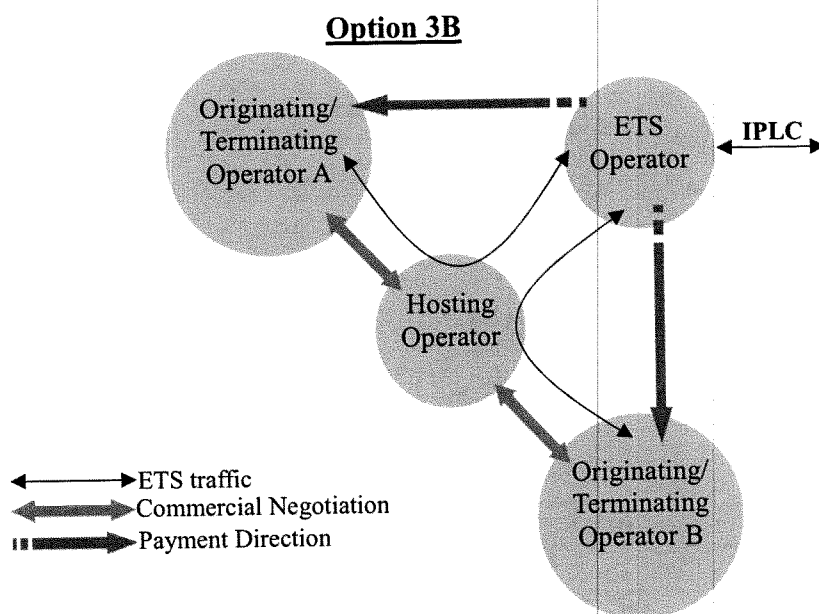 Option 3B
Originating/
Terminating
Operator A
ETS
Operator
IPLC
Hosting
Operator
Originating/
Terminating
Operator B
ETS traffic
Commercial Negotiation
Payment Direction